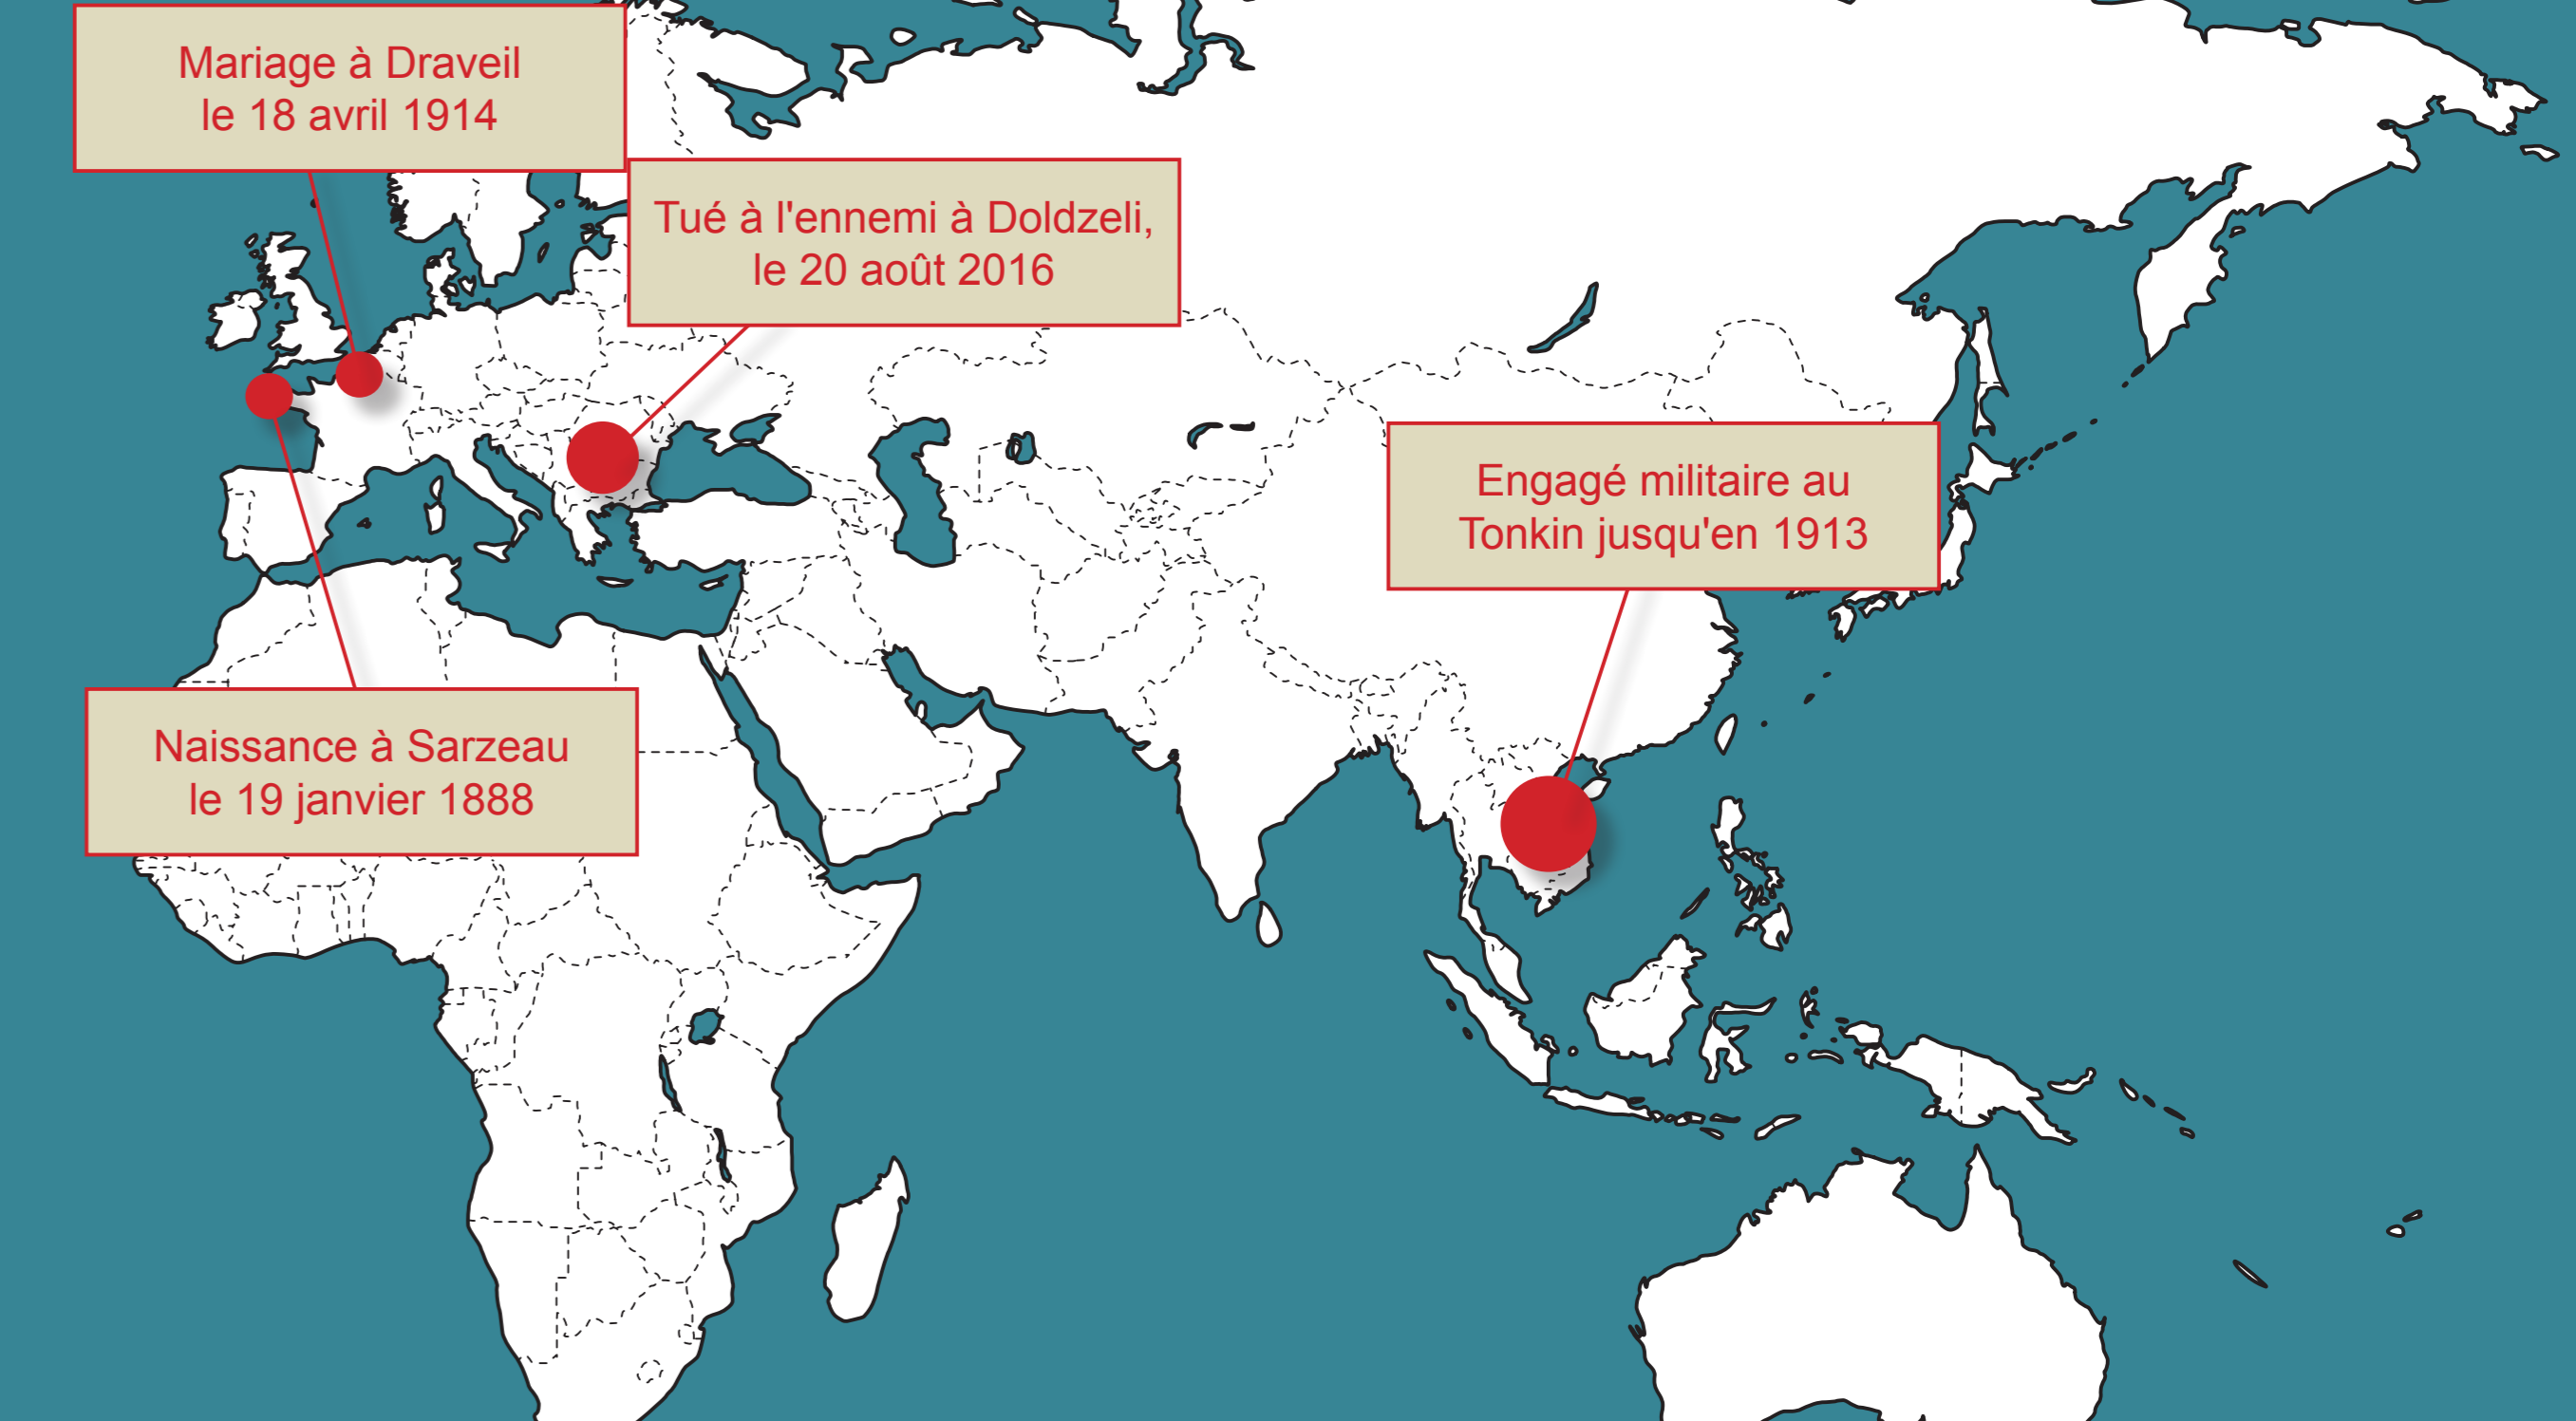 Mariage à Draveil
le 18 avril 1914
Tué à l'ennemi à Doldzeli,
le 20 août 2016
Engagé militaire au
Tonkin jusqu'en 1913
Naissance à Sarzeau
le 19 janvier 1888